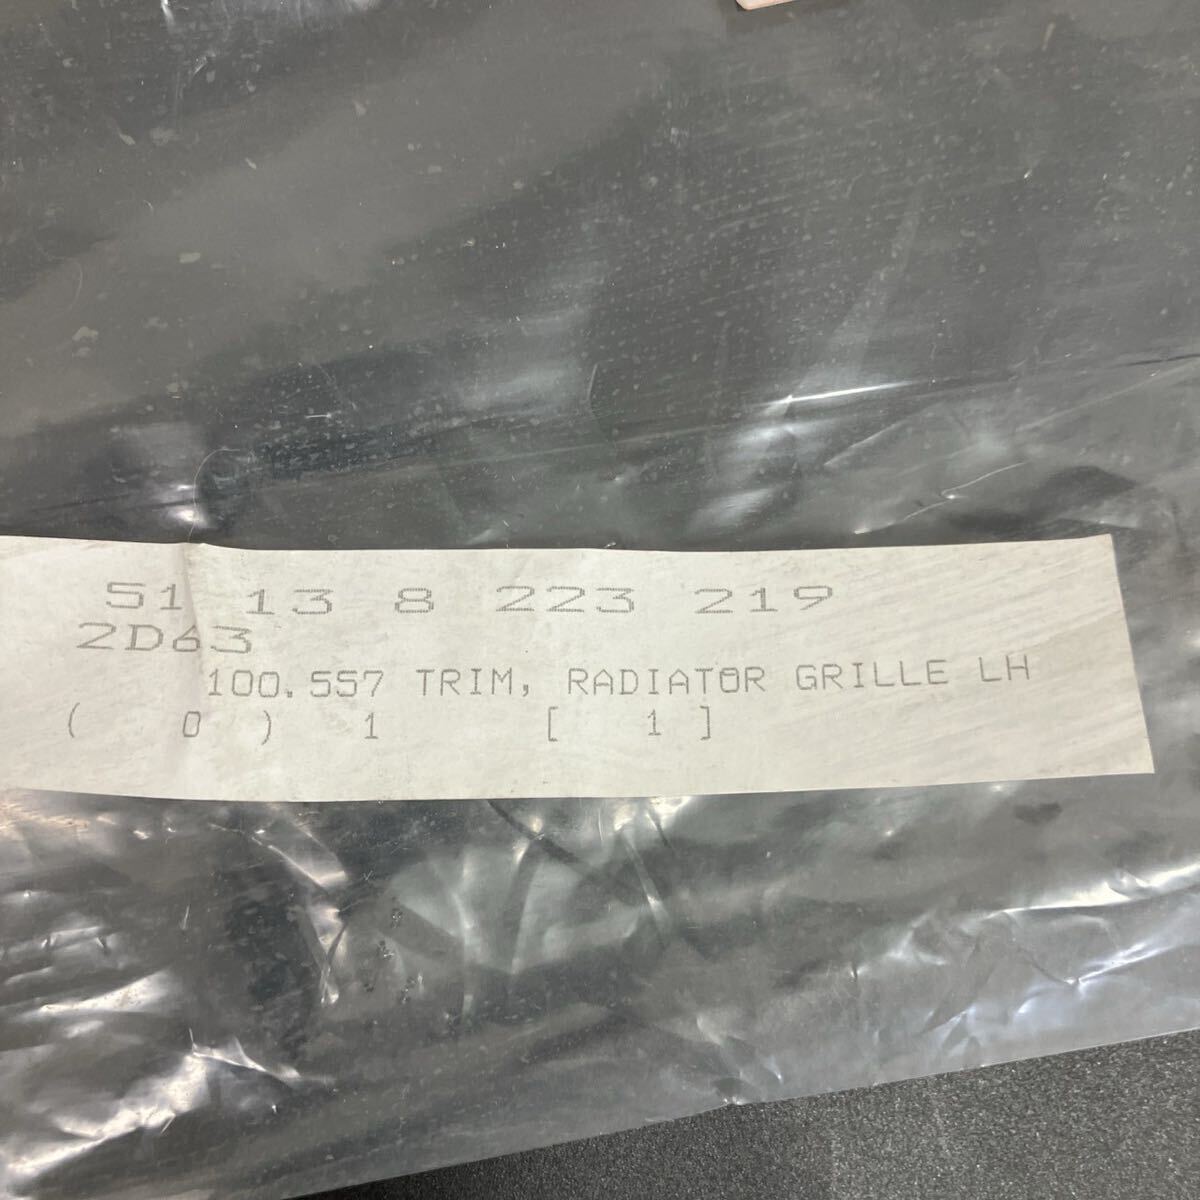 51 13 8 223 219
2D63
100.557 TRIM, RADIATOR GRILLE LH
( 0 ) 1 [ 1 ]